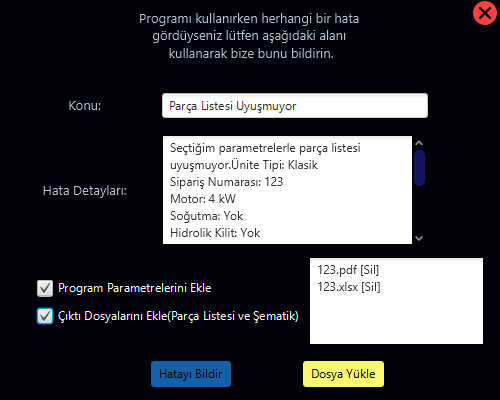 Programı kullanırken herhangi bir hata
gördüyseniz lütfen aşağıdaki alanı
kullanarak bize bunu bildirin.
Konu:
Parça Listesi Uyuşmuyor
Hata Detayları:
Seçtiğim parametrelerle parça listesi
uyuşmuyor.Ünite Tipi: Klasik
Sipariş Numarası: 123
Motor: 4 kW
Soğutma: Yok
Hidrolik Kilit: Yok
Program Parametrelerini Ekle
Çıktı Dosyalarını Ekle(Parça Listesi ve Şematik)
123.pdf [Sil]
123.xlsx [Sil]
Hatayı Bildir
Dosya Yükle